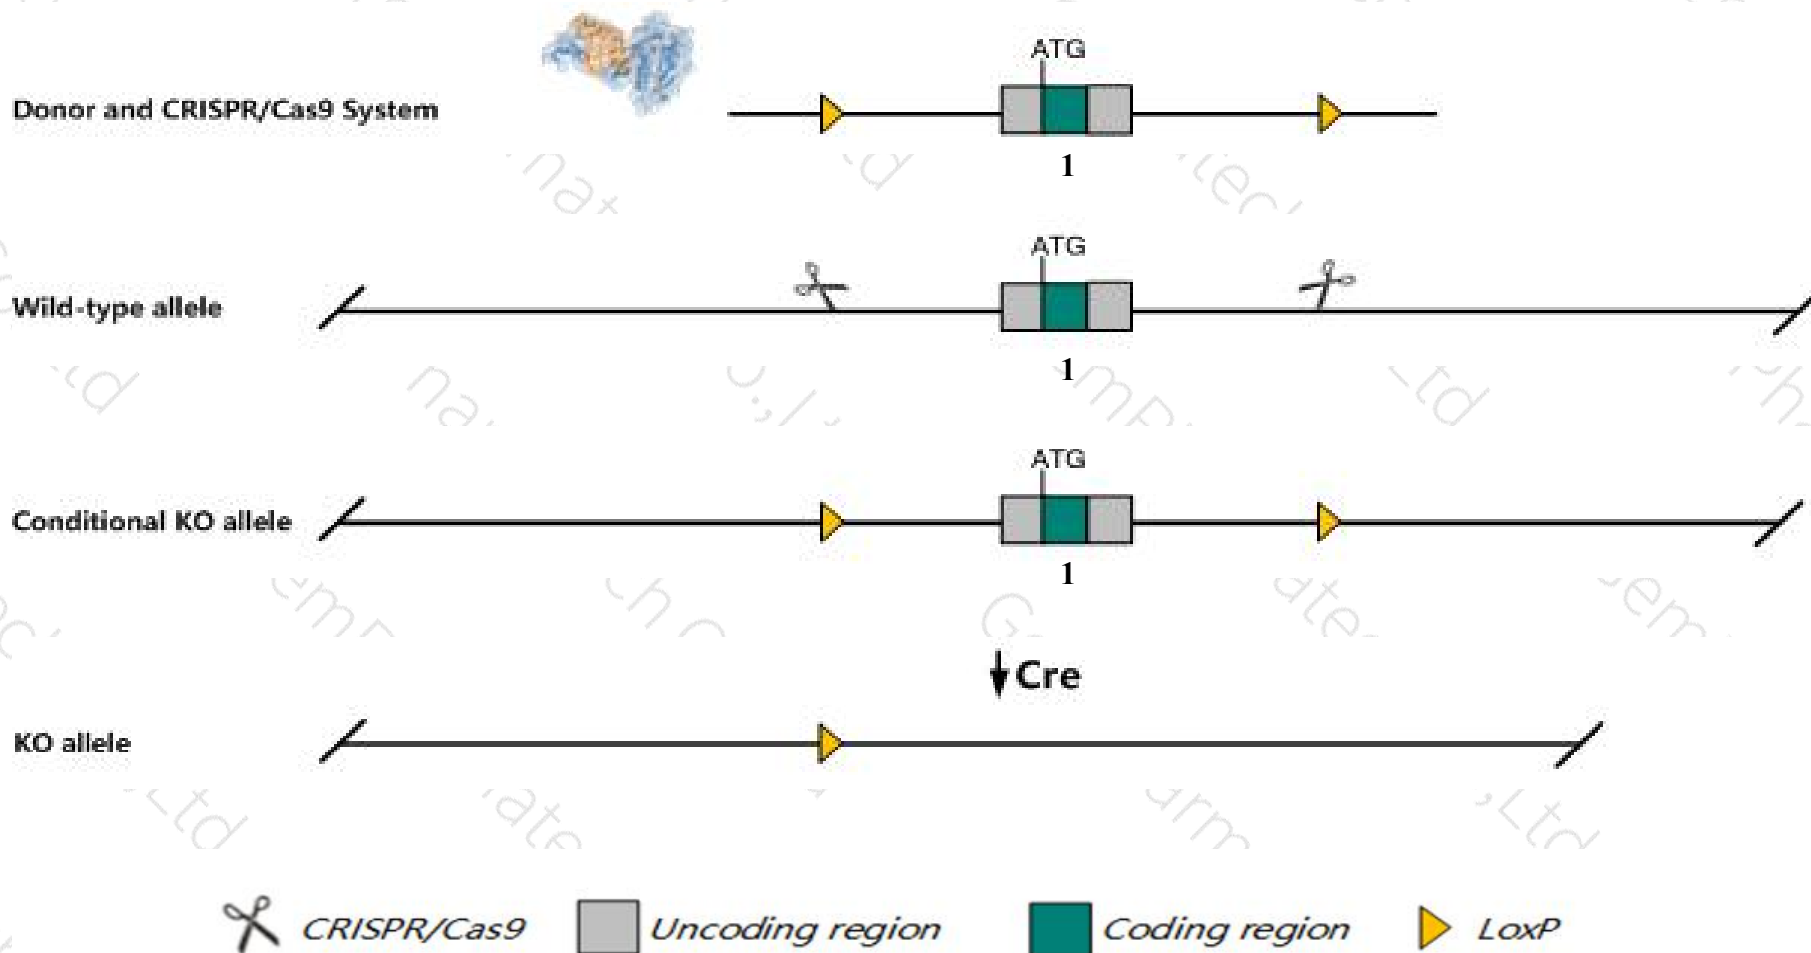 ATG
Donor and CRISPR/Cas9 System
1
ATG
Wild-type allele
1
ATG
Conditional KO allele
1
Cre
KO allele
CRISPR/Cas9
Uncoding region
Coding region
LoxP